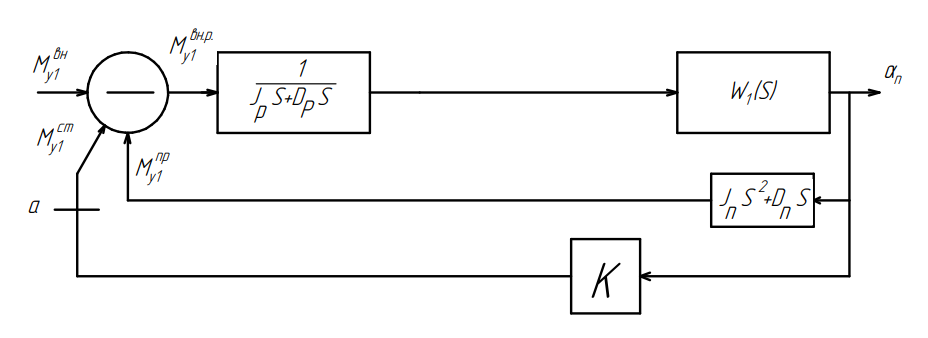 M_y1^вн
M_y1^вн.р.
1
J_p S+D_p S
W_1(S)
α_п
M_y1^ст
M_y1^пр
a
J_п S^2+D_п S
K